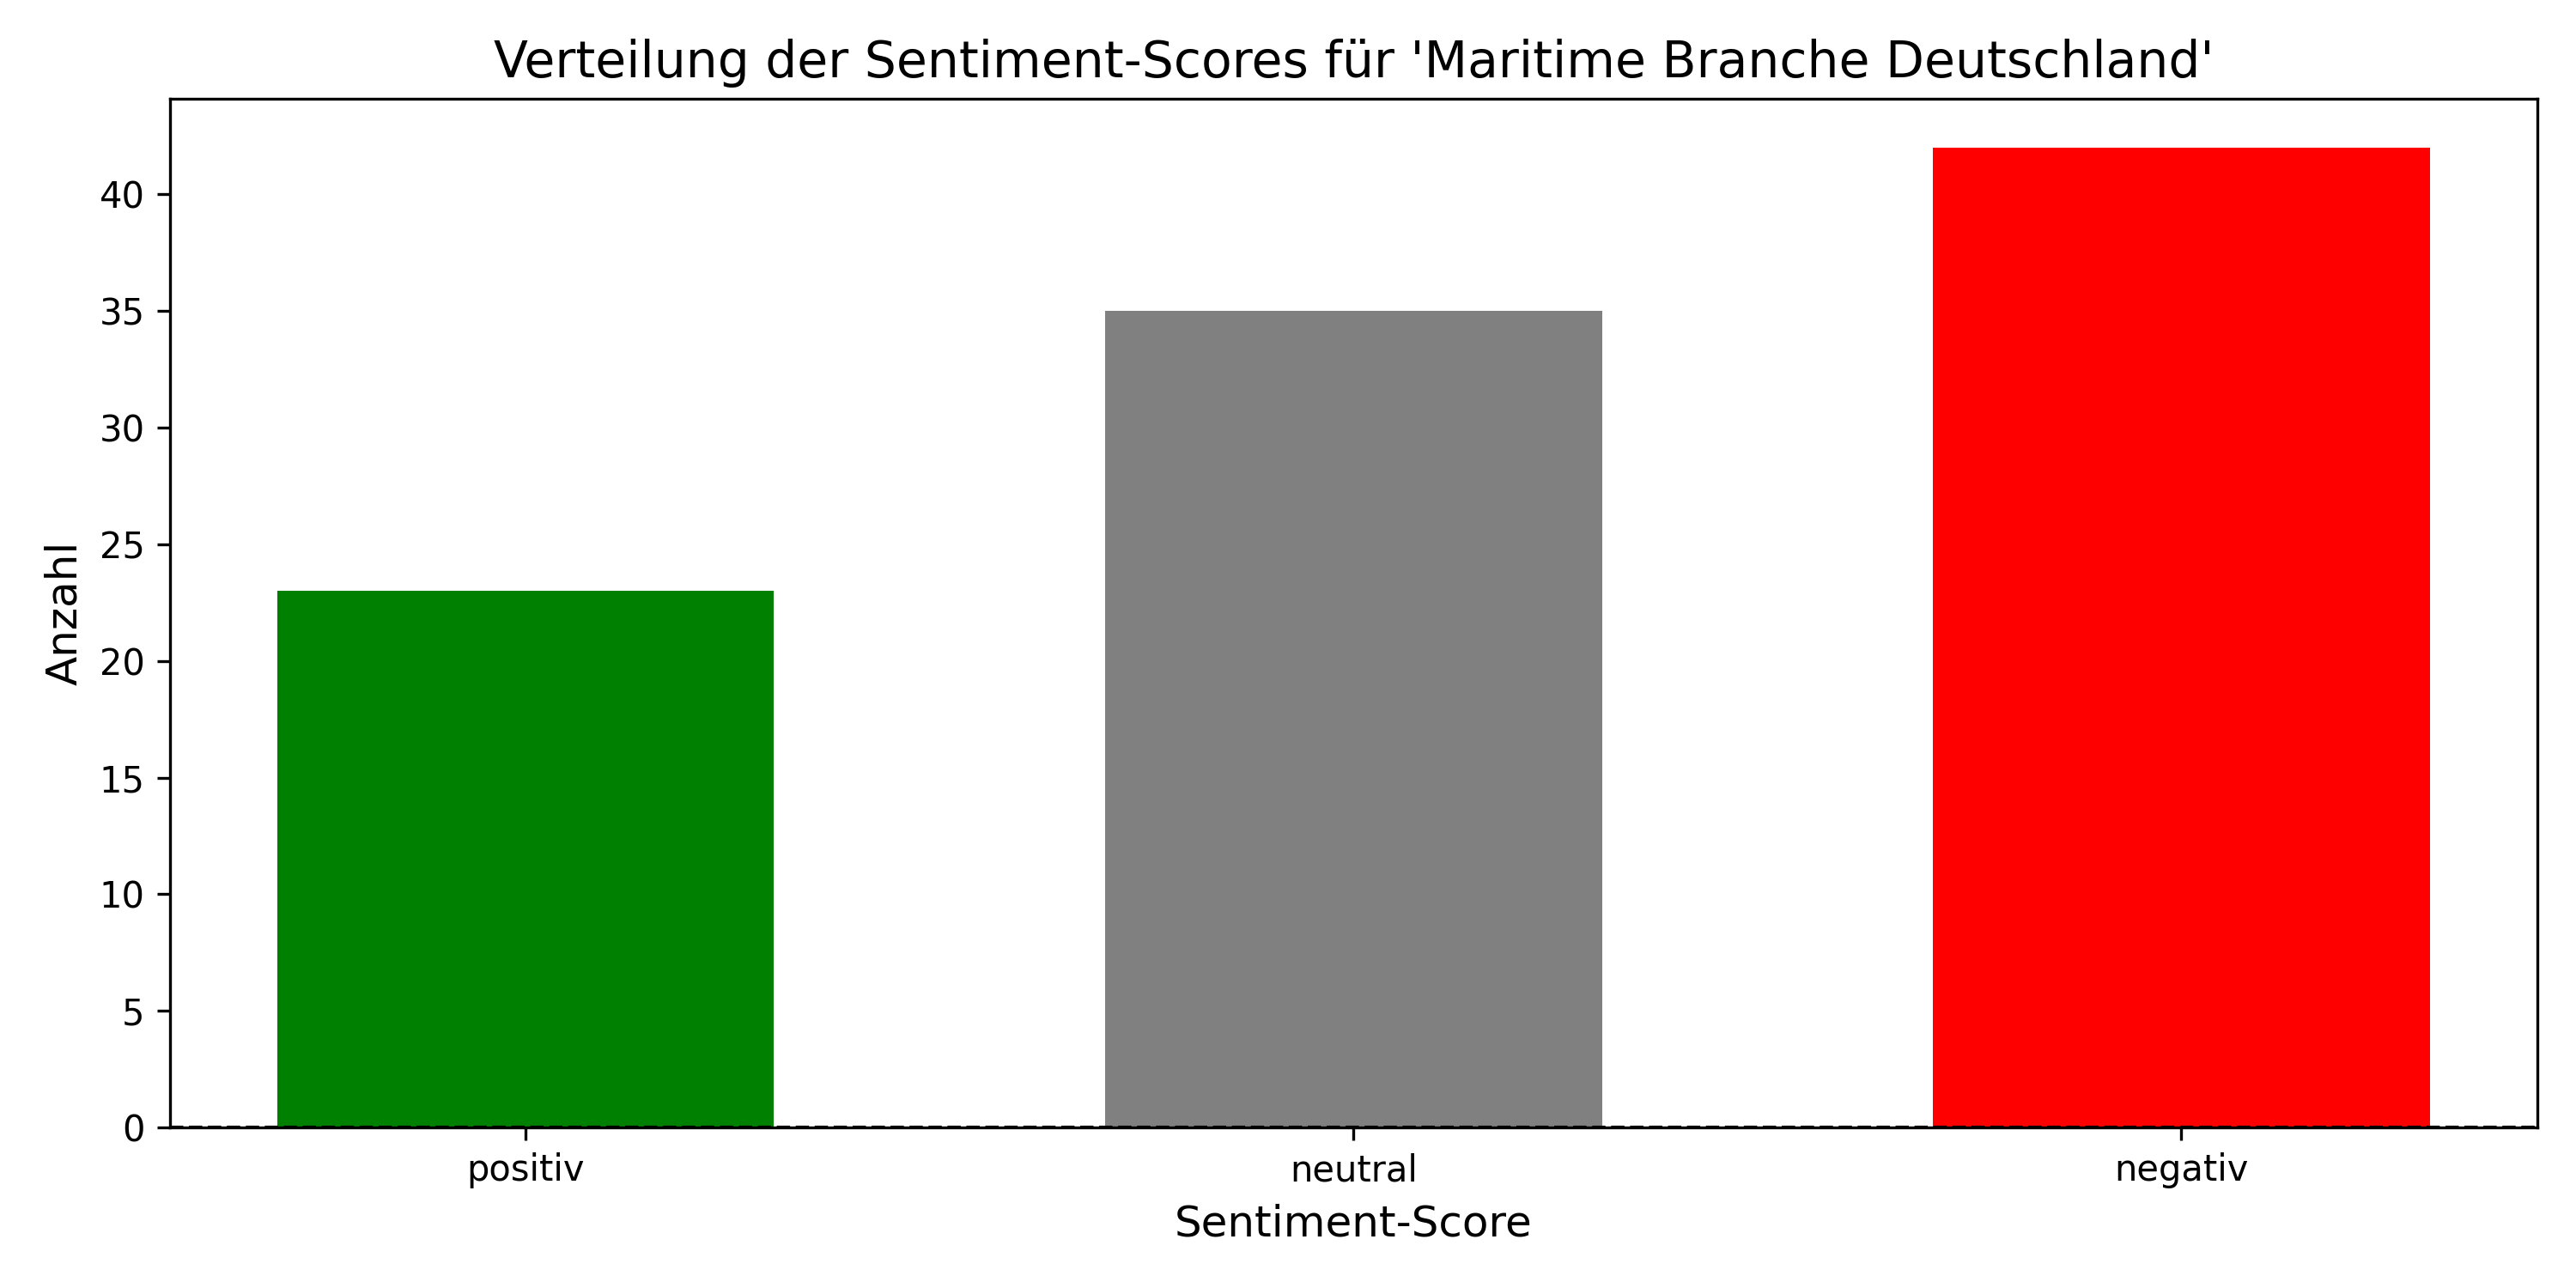 Verteilung der Sentiment-Scores für 'Maritime Branche Deutschland'
Anzahl
40
35
30
25
20
15
10
5
0
positiv
neutral
negativ
Sentiment-Score